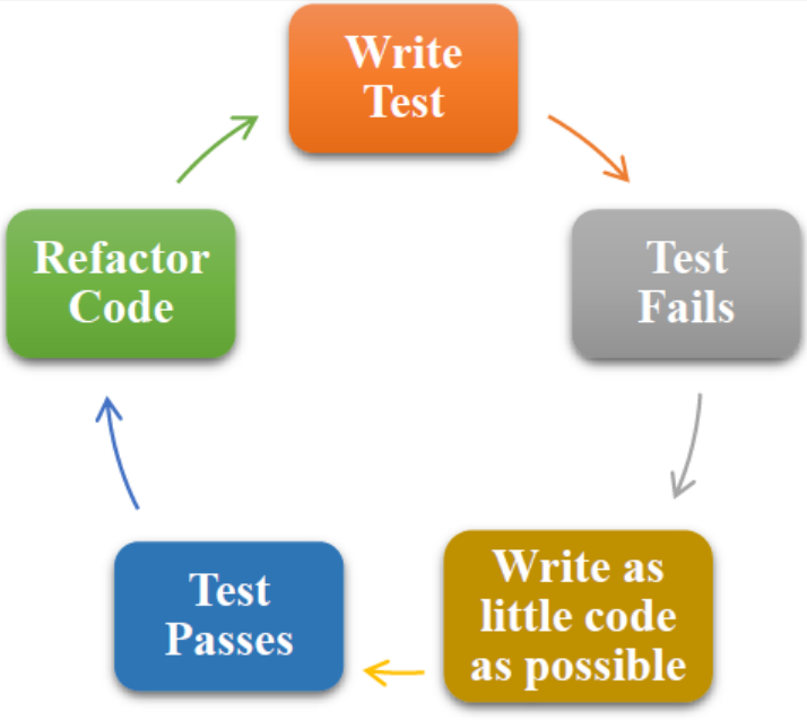 Write
Test
Test
Fails
Write as
little code
as possible
Test
Passes
Refactor
Code